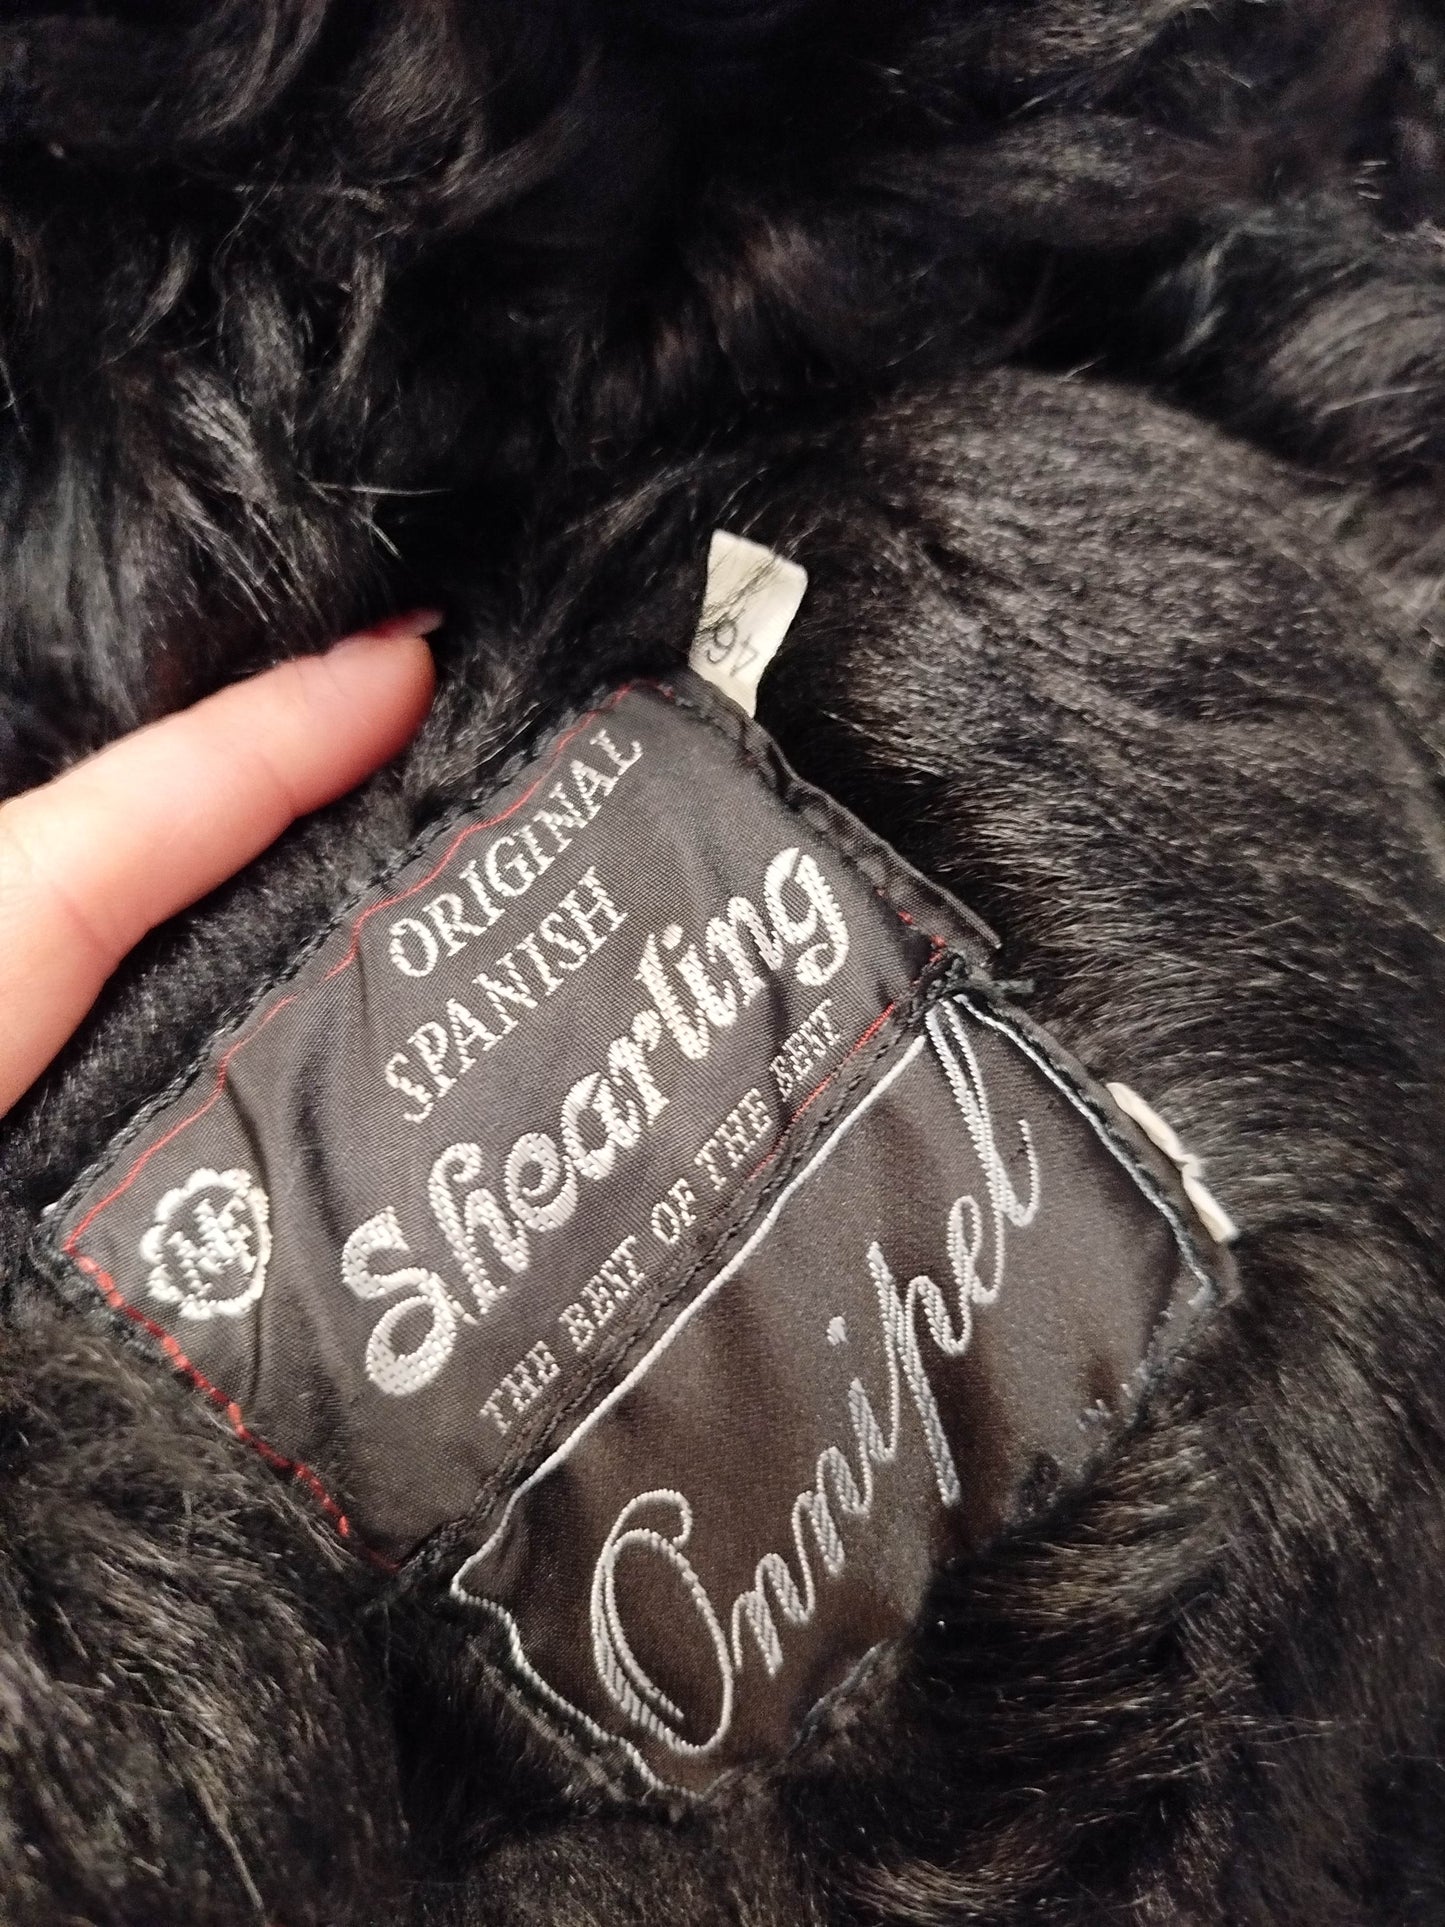 46
ORIGINAL
SPANISH
Shearling
THE BEST OF THE BEST
Onnipel